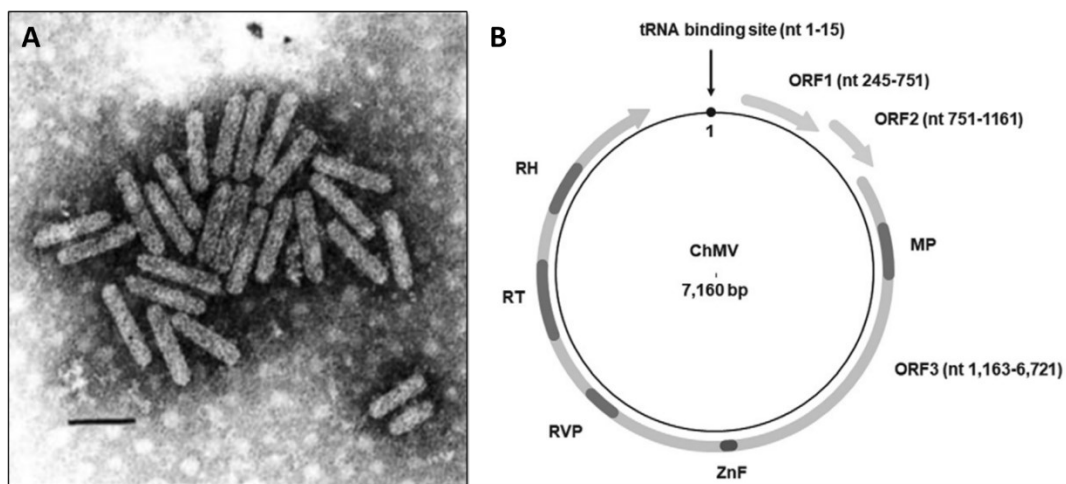 A
B
tRNA binding site (nt 1-15)
ORF1 (nt 245-751)
ORF2 (nt 751-1161)
1
RH
MP
ChMV
7,160 bp
RT
ORF3 (nt 1,163-6,721)
RVP
ZnF